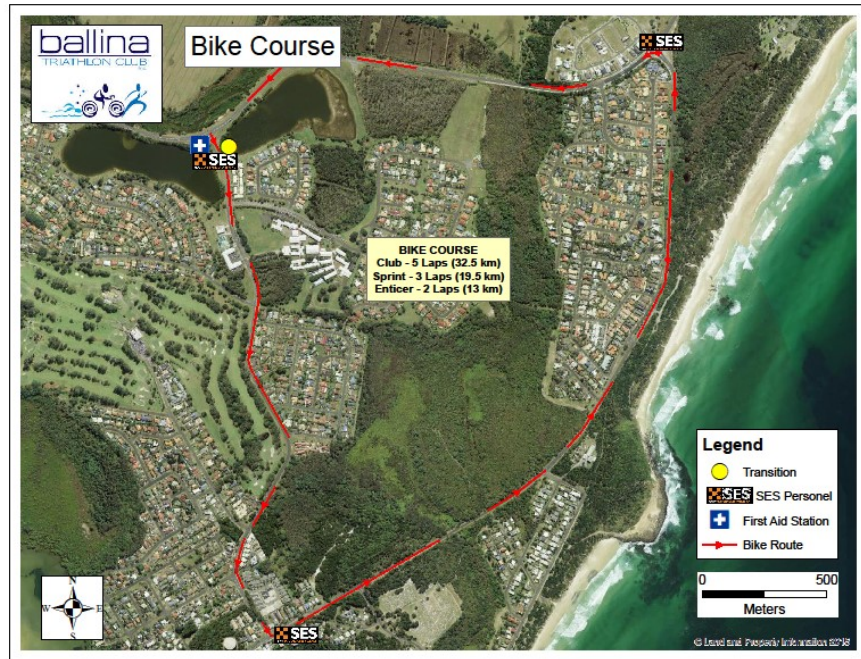 ballina
TRIATHLON CLUB
Bike Course
SES
SES
BIKE COURSE
Club - 5 Laps (32.5 km)
Sprint - 3 Laps (19.5 km)
Enticer - 2 Laps (13 km)
Legend
Transition
SES SES Personel
First Aid Station
Bike Route
0 500
Meters
N
W E
S
SES
© Land and Property Information 2015